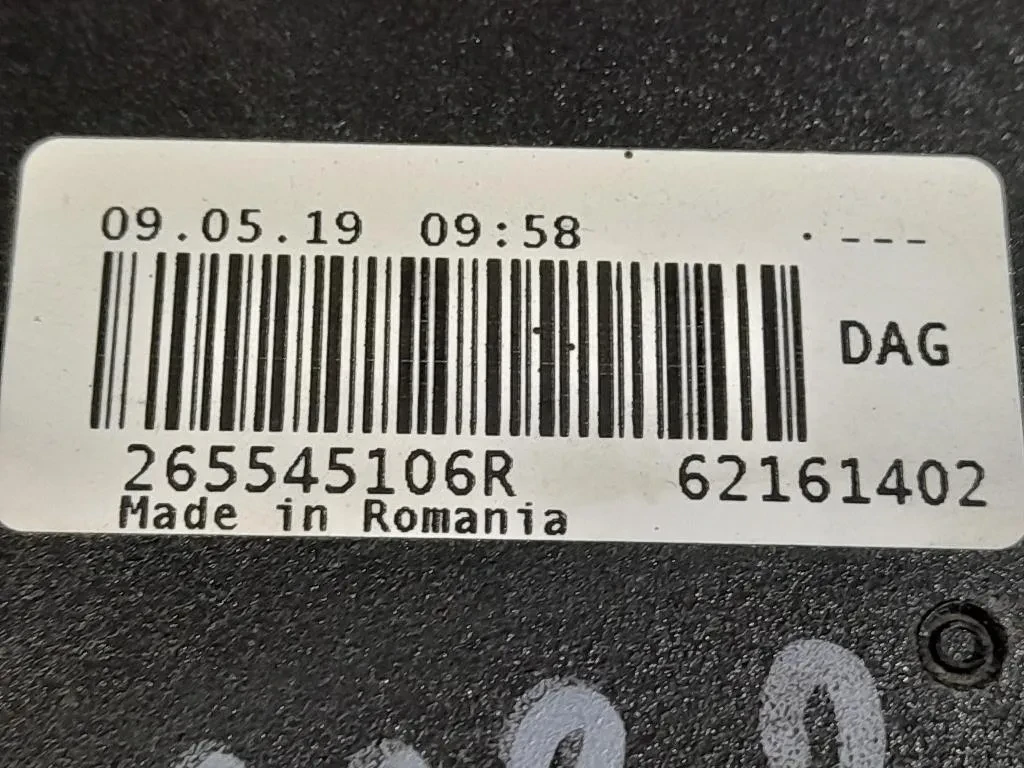 09.05.19 09:58 . ---
DAG
265545106R 62161402
Made in Romania